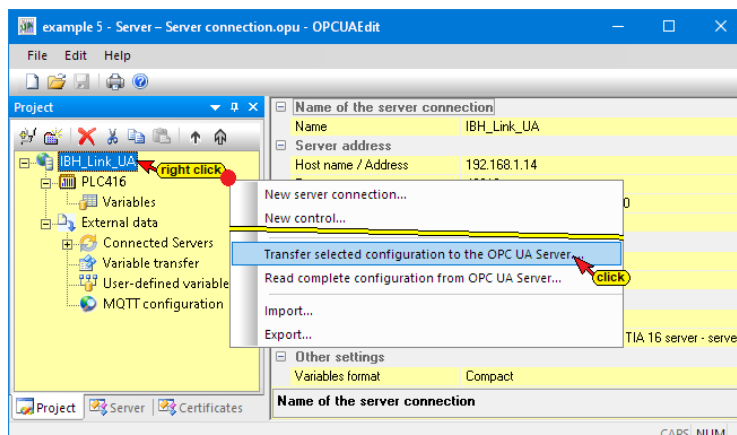 example 5 - Server – Server connection.opu - OPCUAEdit
File Edit Help
Project
Name of the server connection
Name IBH_Link_UA
Server address
Host name / Address 192.168.1.14
IBH_Link_UA
right click
PLC416
Variables
External data
Connected Servers
Variable transfer
User-defined variable
MQTT configuration
New server connection...
New control...
Transfer selected configuration to the OPC UA Server...
click
Read complete configuration from OPC UA Server...
Import...
Export...
TIA 16 server - serve
Other settings
Variables format Compact
Name of the server connection
Project Server Certificates
CAPS NUM